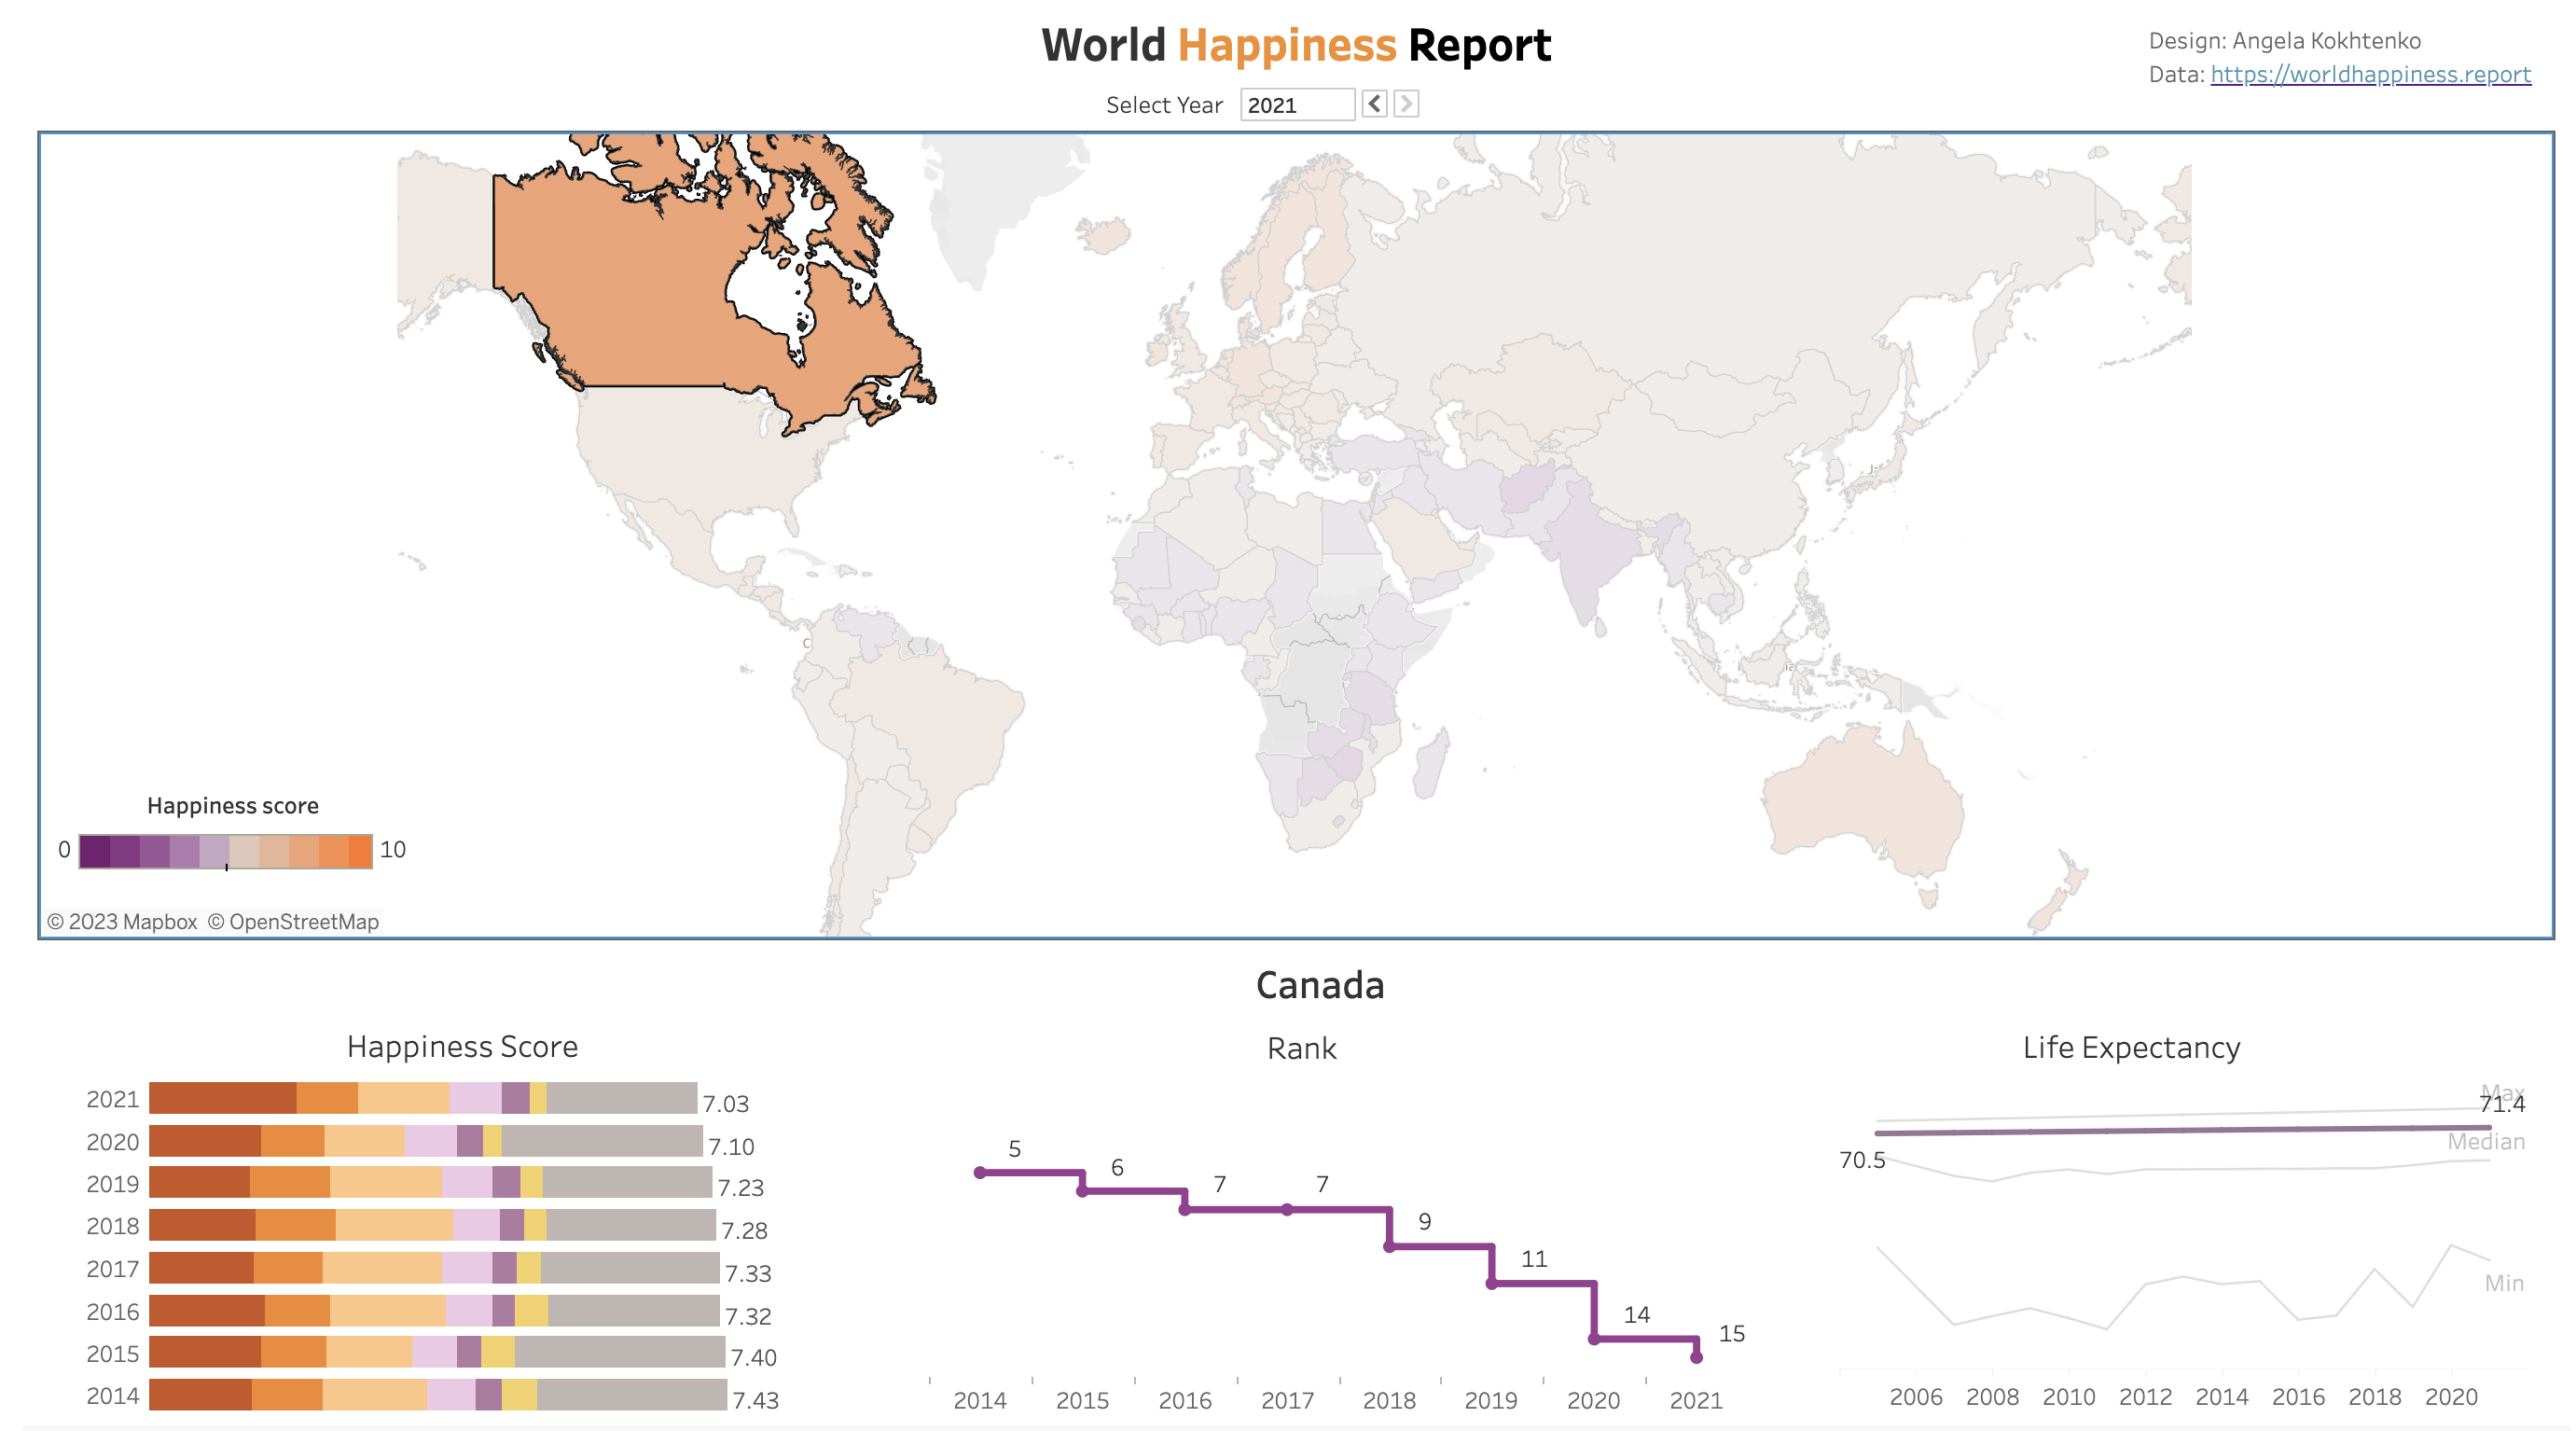 World Happiness Report
Design: Angela Kokhtenko
Data: https://worldhappiness.report
Select Year 2021
Happiness score
0 10
© 2023 Mapbox © OpenStreetMap
Canada
Happiness Score
2021 7.03
2020 7.10
2019 7.23
2018 7.28
2017 7.33
2016 7.32
2015 7.40
2014 7.43
Rank
5 6 7 7 9 11 14 15
2014 2015 2016 2017 2018 2019 2020 2021
Life Expectancy
Max
71.4
Median
70.5
Min
2006 2008 2010 2012 2014 2016 2018 2020